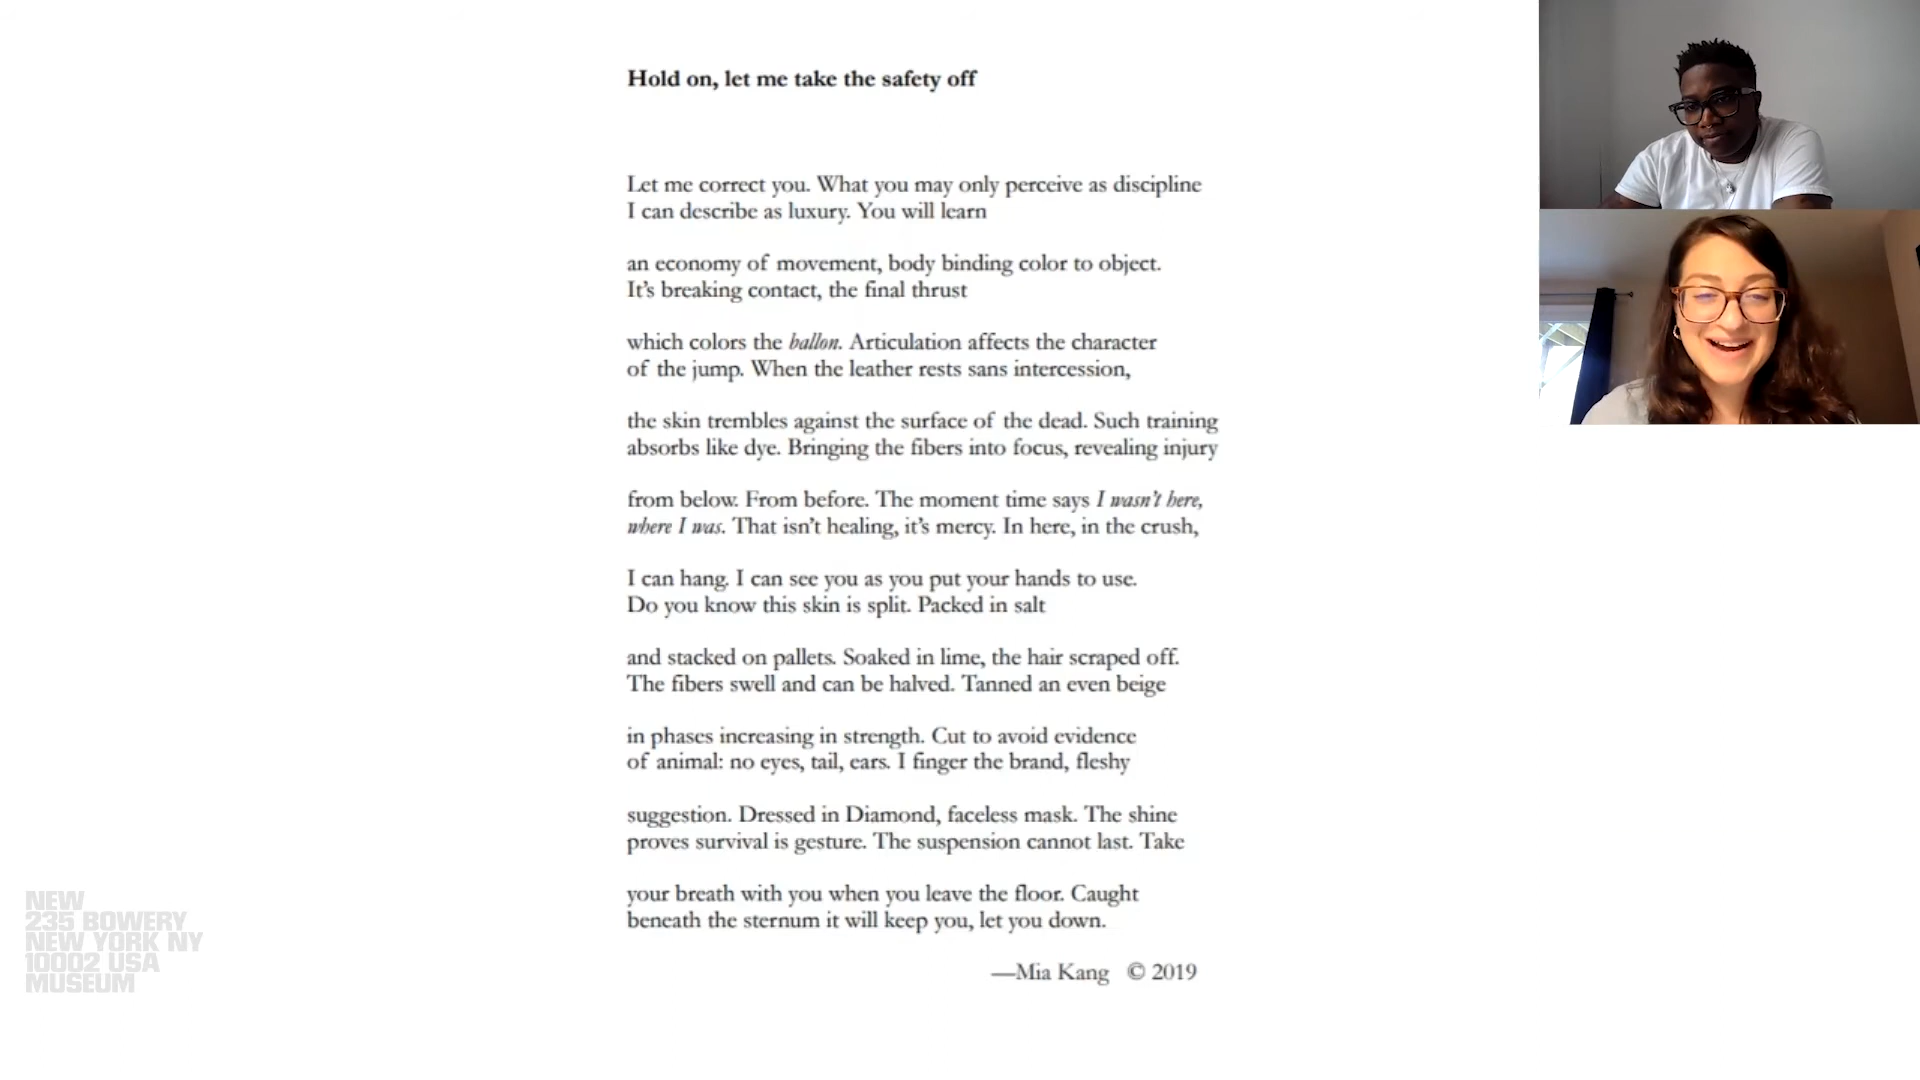 Hold on, let me take the safety off
Let me correct you. What you may only perceive as discipline
I can describe as luxury. You will learn
an economy of movement, body binding color to object.
It's breaking contact, the final thrust
which colors the ballon. Articulation affects the character
of the jump. When the leather rests sans intercession,
the skin trembles against the surface of the dead. Such training
absorbs like dye. Bringing the fibers into focus, revealing injury
from below. From before. The moment time says I wasn't here,
where I was. That isn't healing, it's mercy. In here, in the crush,
I can hang. I can see you as you put your hands to use.
Do you know this skin is split. Packed in salt
and stacked on pallets. Soaked in lime, the hair scraped off.
The fibers swell and can be halved. Tanned an even beige
in phases increasing in strength. Cut to avoid evidence
of animal: no eyes, tail, ears. I finger the brand, fleshy
suggestion. Dressed in Diamond, faceless mask. The shine
proves survival is gesture. The suspension cannot last. Take
your breath with you when you leave the floor. Caught
beneath the sternum it will keep you, let you down.
—Mia Kang © 2019
NEW
235 BOWERY
NEW YORK NY
10002 USA
MUSEUM